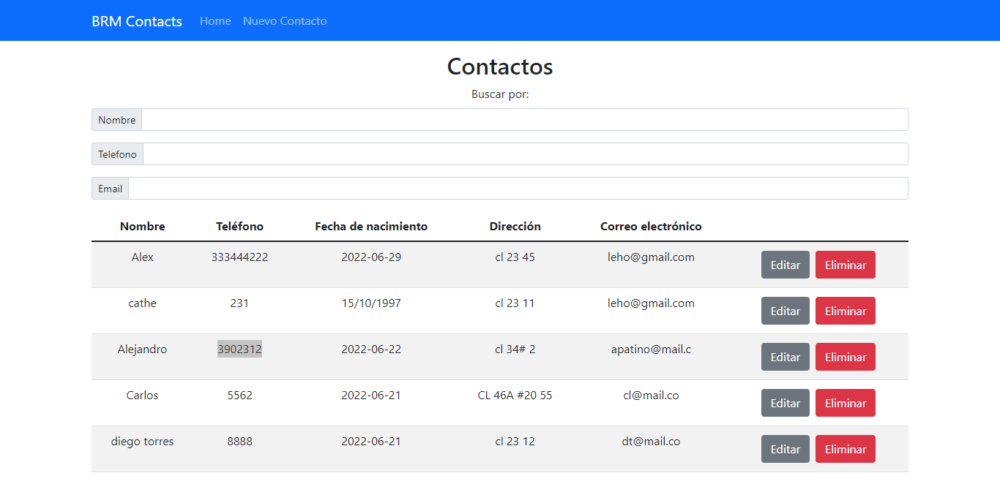 BRM Contacts Home Nuevo Contacto
Contactos
Buscar por:
Nombre
Telefono
Email
Nombre Teléfono Fecha de nacimiento Dirección Correo electrónico
Alex 333444222 2022-06-29 cl 23 45 leho@gmail.com Editar Eliminar
cathe 231 15/10/1997 cl 23 11 leho@gmail.com Editar Eliminar
Alejandro 3902312 2022-06-22 cl 34# 2 apatino@mail.c Editar Eliminar
Carlos 5562 2022-06-21 CL 46A #20 55 cl@mail.co Editar Eliminar
diego torres 8888 2022-06-21 cl 23 12 dt@mail.co Editar Eliminar